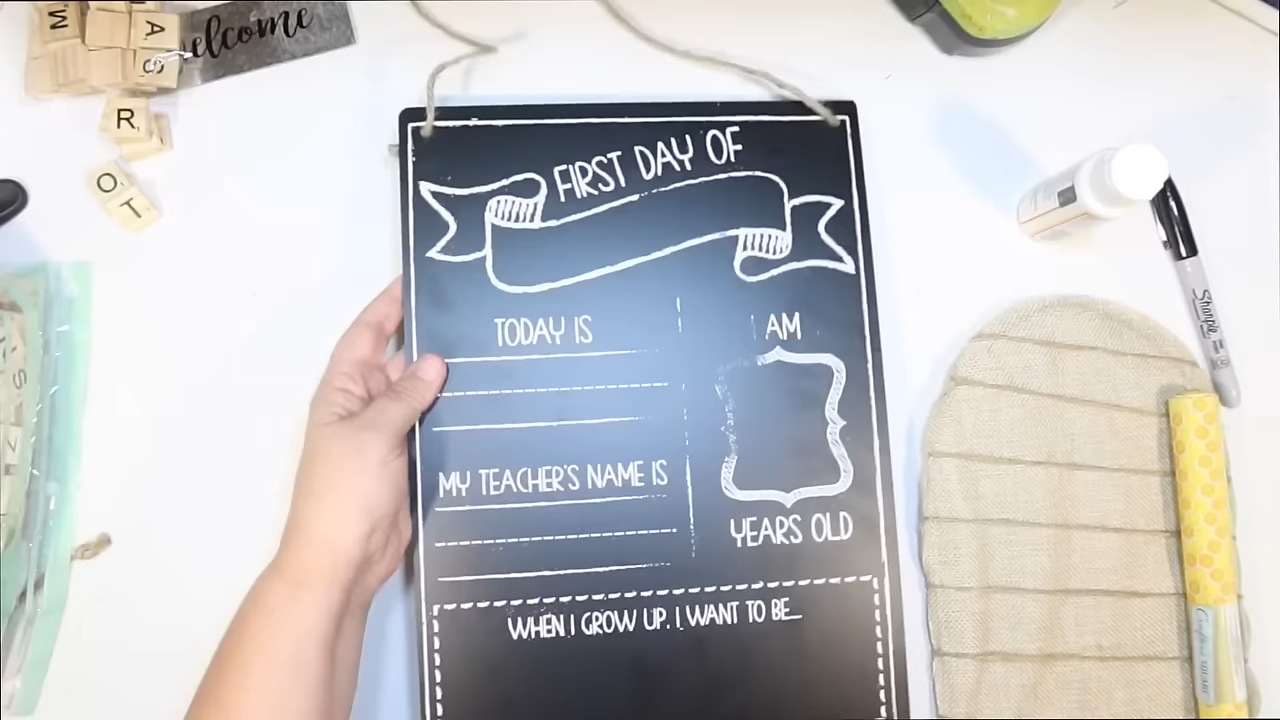 W
A
S
welcome
R
O
T
FIRST DAY OF
TODAY IS
I AM
MY TEACHER'S NAME IS
YEARS OLD
WHEN I GROW UP, I WANT TO BE...
Sharpie